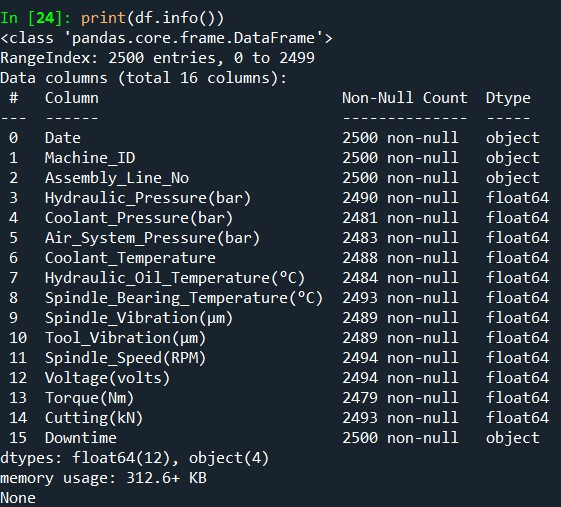 In [24]: print(df.info())
<class 'pandas.core.frame.DataFrame'>
RangeIndex: 2500 entries, 0 to 2499
Data columns (total 16 columns):
 #   Column                          Non-Null Count  Dtype
---  ------                          --------------  -----
 0   Date                            2500 non-null   object
 1   Machine_ID                      2500 non-null   object
 2   Assembly_Line_No                2500 non-null   object
 3   Hydraulic_Pressure(bar)         2490 non-null   float64
 4   Coolant_Pressure(bar)           2481 non-null   float64
 5   Air_System_Pressure(bar)        2483 non-null   float64
 6   Coolant_Temperature             2488 non-null   float64
 7   Hydraulic_Oil_Temperature(°C)   2484 non-null   float64
 8   Spindle_Bearing_Temperature(°C) 2493 non-null   float64
 9   Spindle_Vibration(µm)           2489 non-null   float64
 10  Tool_Vibration(µm)              2489 non-null   float64
 11  Spindle_Speed(RPM)              2494 non-null   float64
 12  Voltage(volts)                  2494 non-null   float64
 13  Torque(Nm)                      2479 non-null   float64
 14  Cutting(kN)                     2493 non-null   float64
 15  Downtime                        2500 non-null   object
dtypes: float64(12), object(4)
memory usage: 312.6+ KB
None